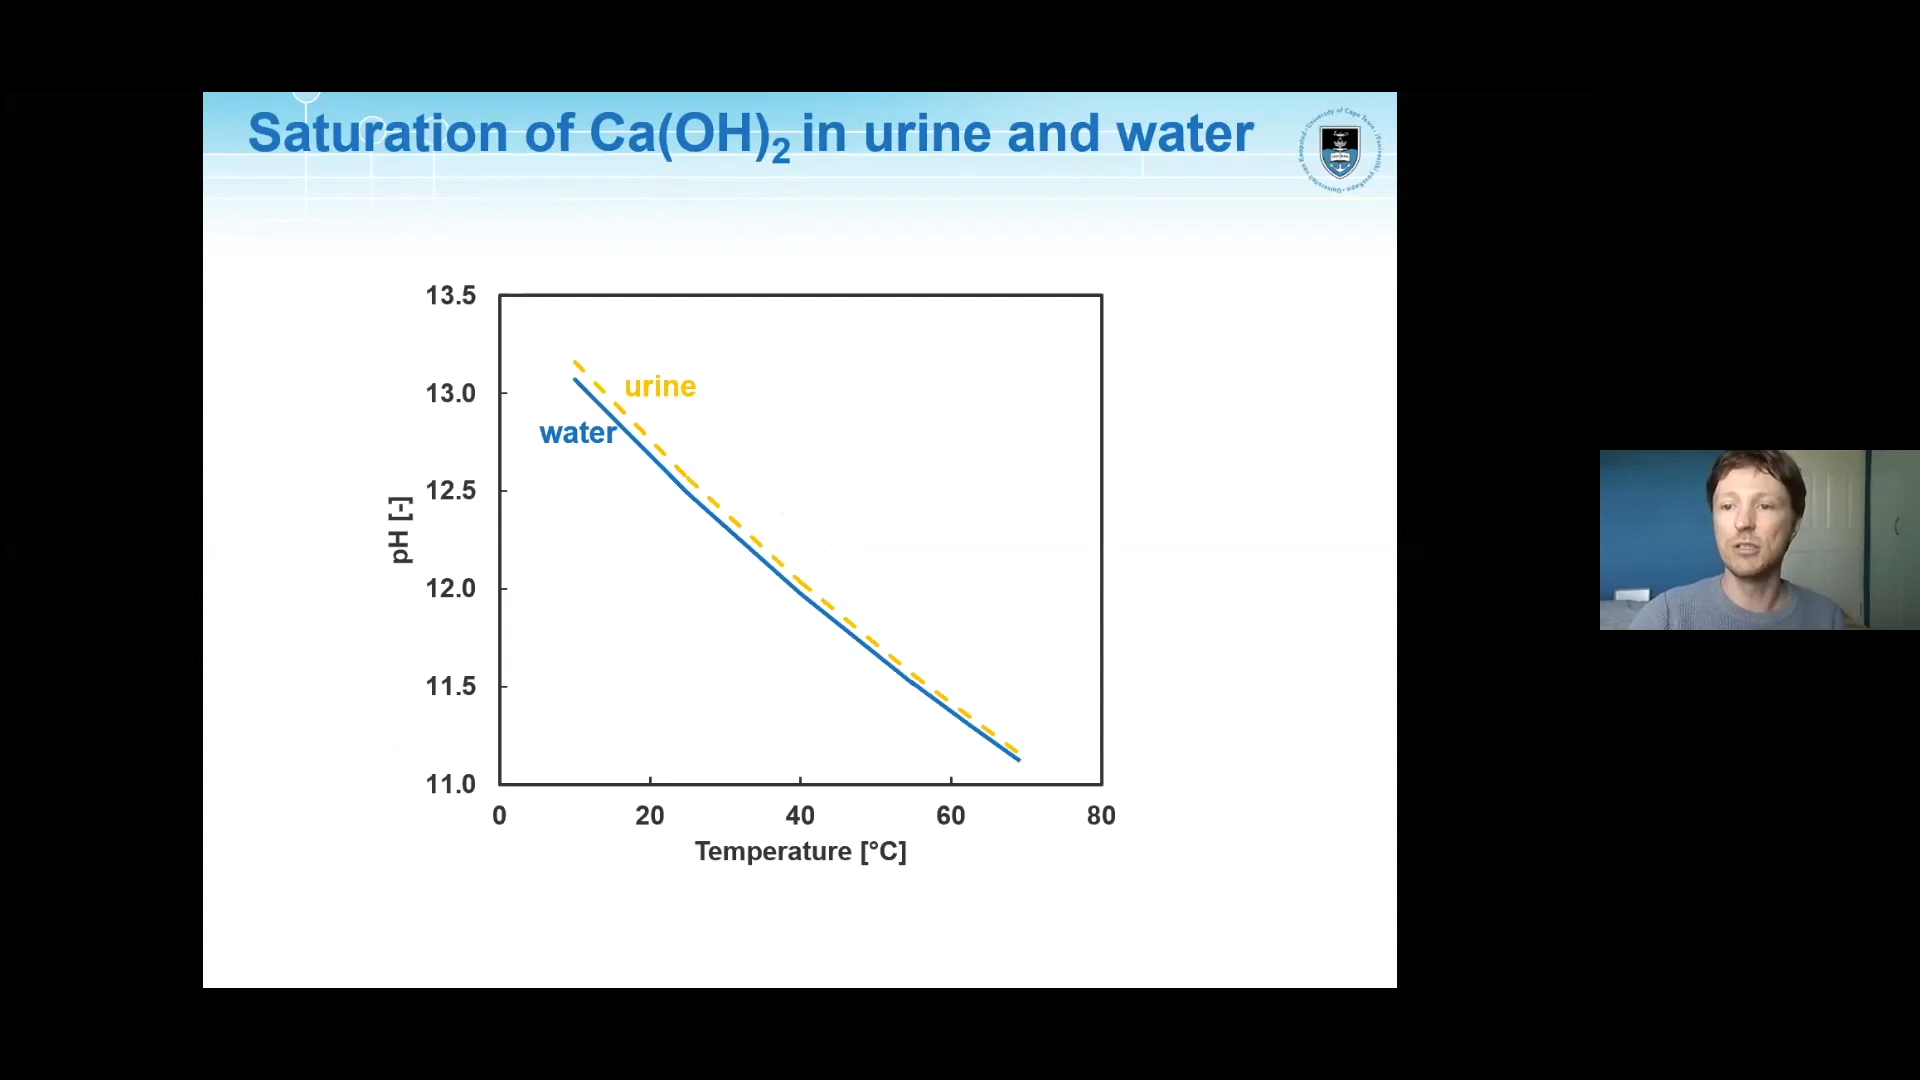 Saturation of Ca(OH)2 in urine and water
13.5
13.0
12.5
12.0
11.5
11.0
pH [-]
urine
water
0 20 40 60 80
Temperature [°C]